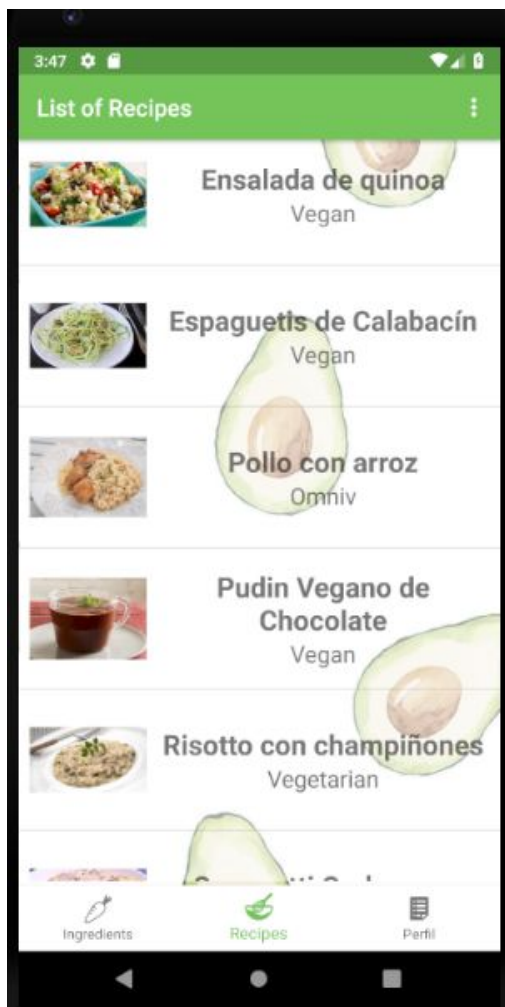 3:47
List of Recipes
Ensalada de quinoa
Vegan
Espaguetis de Calabacín
Vegan
Pollo con arroz
Omniv
Pudin Vegano de
Chocolate
Vegan
Risotto con champiñones
Vegetarian
Ingredients
Recipes
Perfil